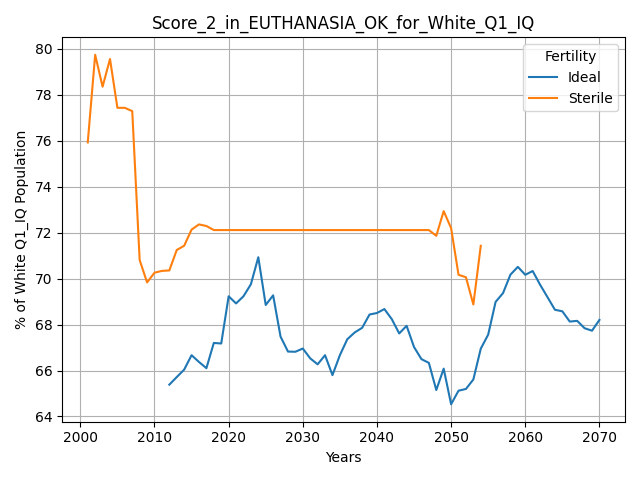 Score_2_in_EUTHANASIA_OK_for_White_Q1_IQ
Fertility
Ideal
Sterile
% of White Q1_IQ Population
80
78
76
74
72
70
68
66
64
2000 2010 2020 2030 2040 2050 2060 2070
Years